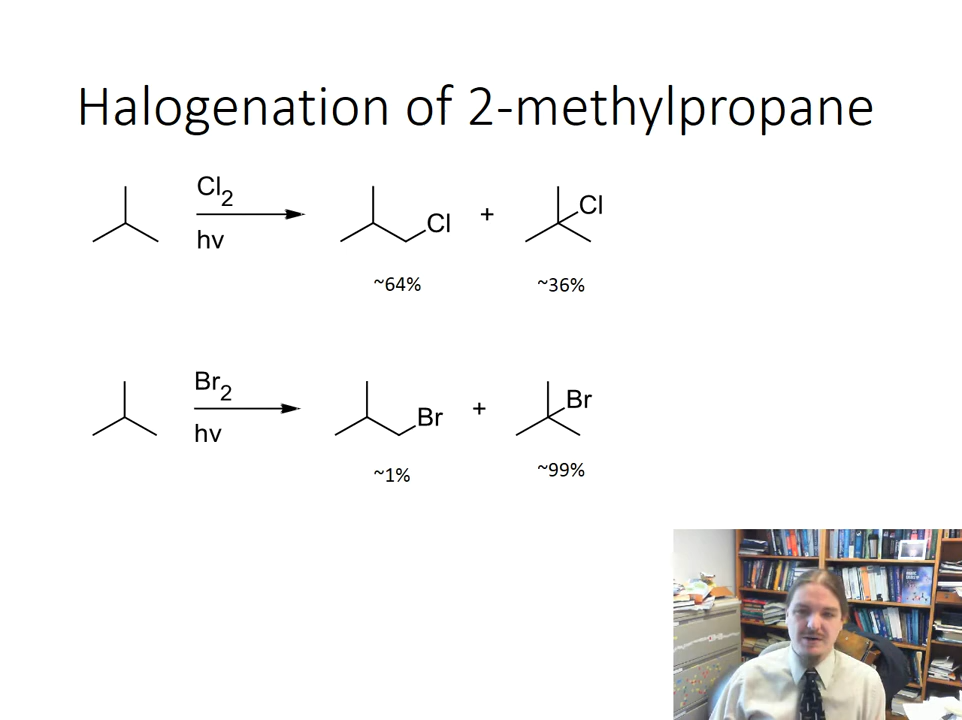 Halogenation of 2-methylpropane
Cl2
hv
Cl
+
Cl
~64%
~36%
Br2
hv
Br
+
Br
~1%
~99%